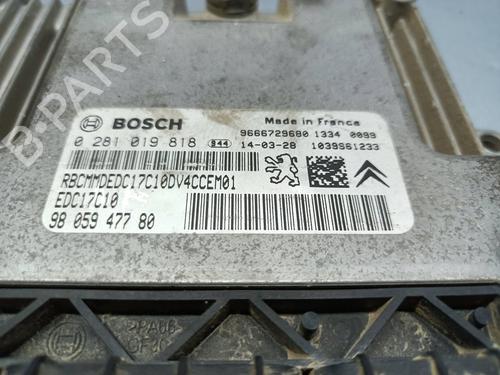 B-PARTS
BOSCH
Made in France
0 281 019 818 944
9666729680 1334 0099
14-03-28 1039S61233
RBCMMDEDC17C10DV4CCEM01
EDC17C10
98 059 477 80